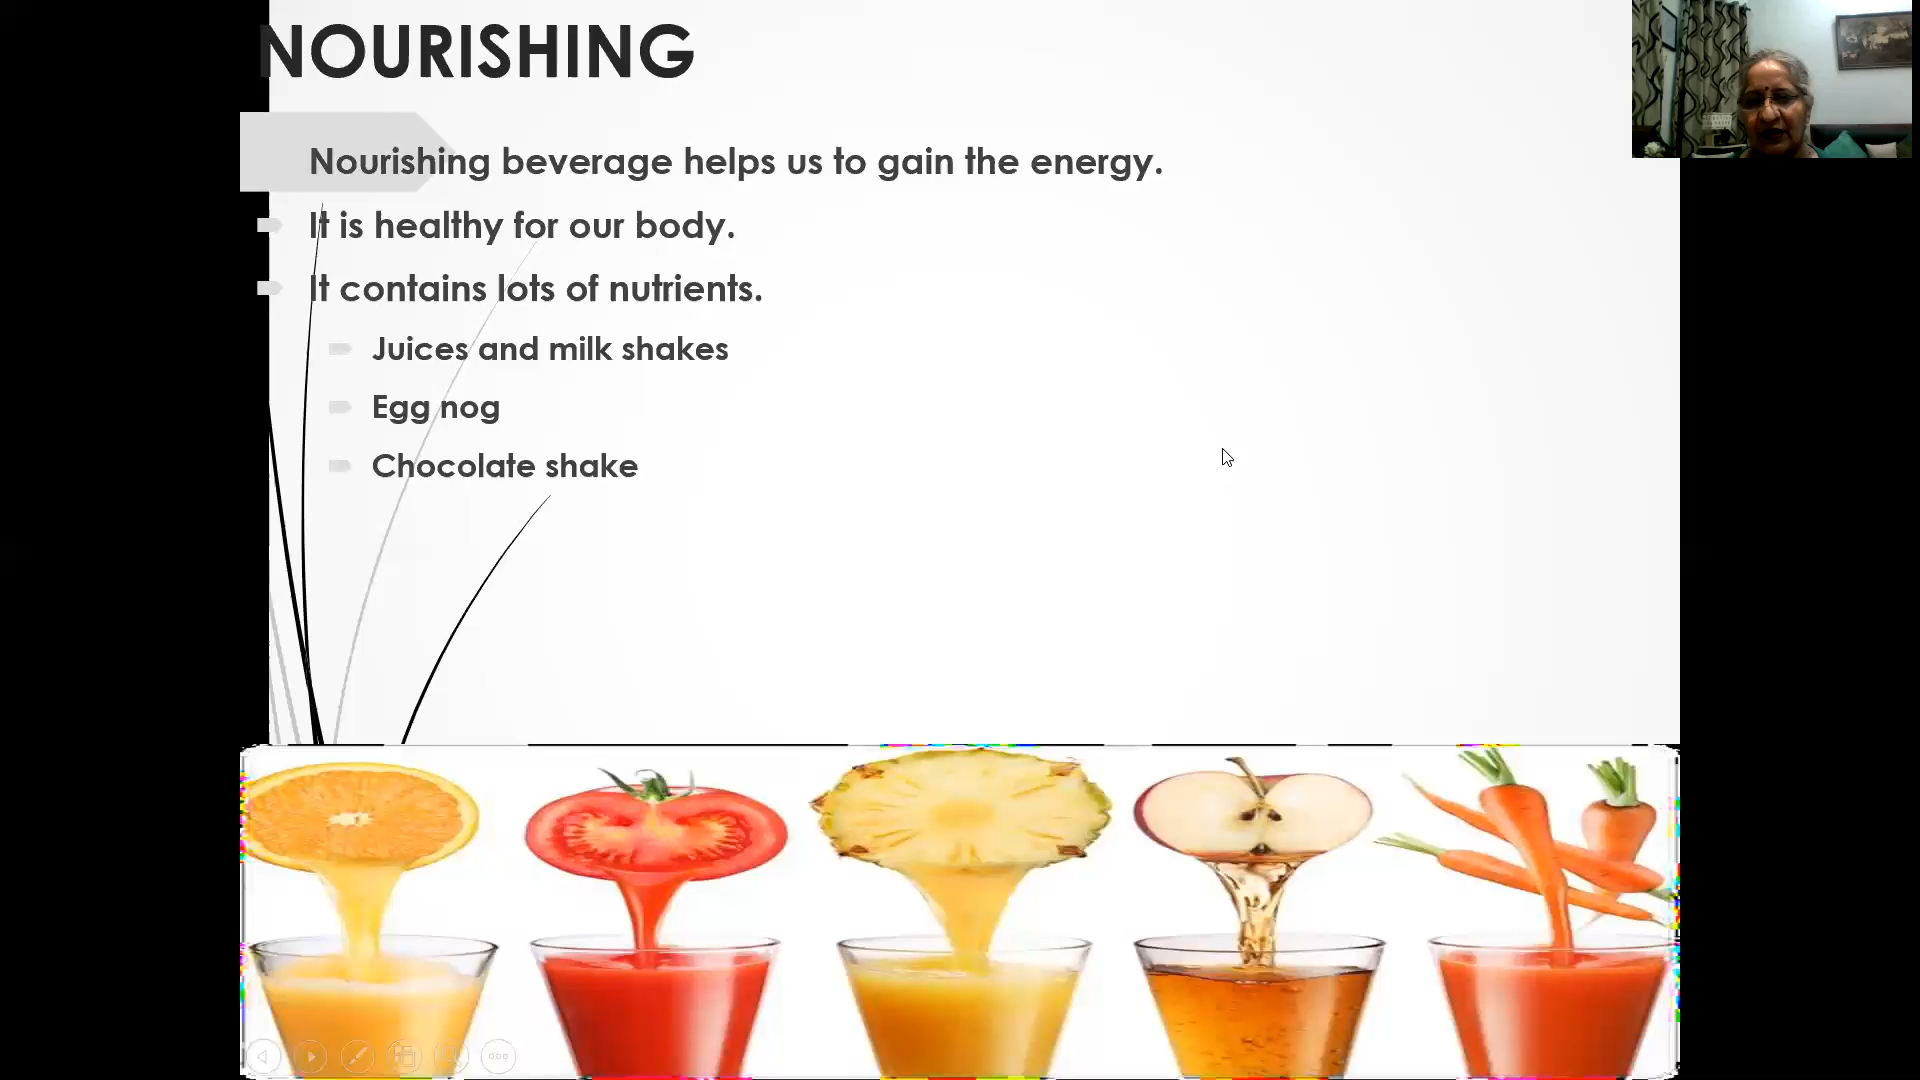 NOURISHING
Nourishing beverage helps us to gain the energy.
It is healthy for our body.
It contains lots of nutrients.
Juices and milk shakes
Egg nog
Chocolate shake